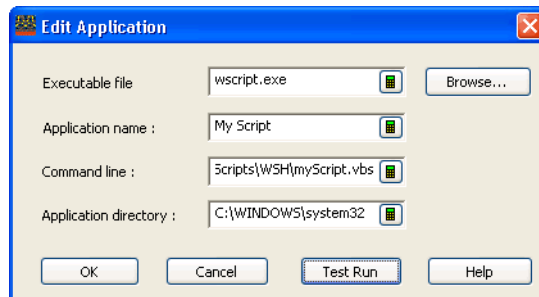 Edit Application
Executable file wscript.exe Browse...
Application name : My Script
Command line : Scripts\WSH\myScript.vbs
Application directory : C:\WINDOWS\system32
OK Cancel Test Run Help